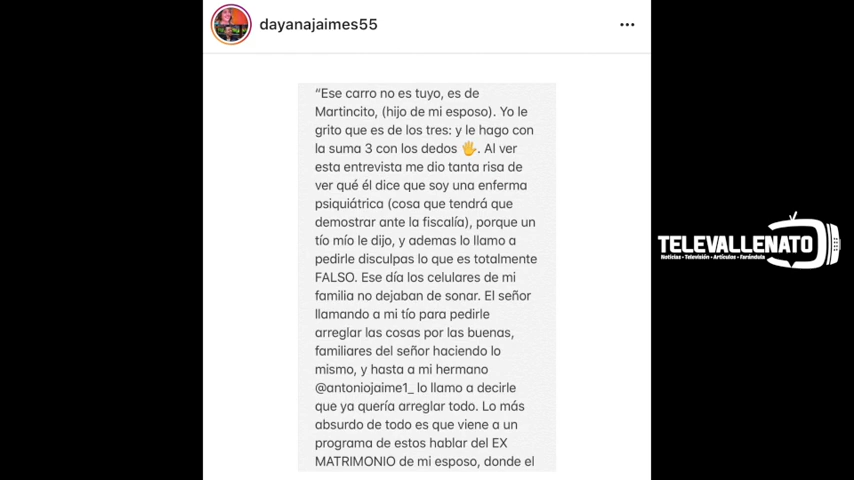 dayanajaimes55
“Ese carro no es tuyo, es de
Martincito, (hijo de mi esposo). Yo le
grito que es de los tres: y le hago con
la suma 3 con los dedos 🖐️. Al ver
esta entrevista me dio tanta risa de
ver qué él dice que soy una enferma
psiquiátrica (cosa que tendrá que
demostrar ante la fiscalía), porque un
tío mío le dijo, y ademas lo llamo a
pedirle disculpas lo que es totalmente
FALSO. Ese día los celulares de mi
familia no dejaban de sonar. El señor
llamando a mi tío para pedirle
arreglar las cosas por las buenas,
familiares del señor haciendo lo
mismo, y hasta a mi hermano
@antoniojaime1_ lo llamo a decirle
que ya quería arreglar todo. Lo más
absurdo de todo es que viene a un
programa de estos hablar del EX
MATRIMONIO de mi esposo, donde el
TELEVALLENATO
Noticias • Televisión • Artículos • Farándula